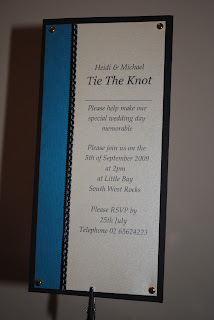 Heidi & Michael
Tie The Knot
Please help make our
special wedding day
memorable
Please join us on the
5th of September 2009
at 2pm
at Little Bay
South West Rocks
Please RSVP by
25th July
Telephone 02 65624223